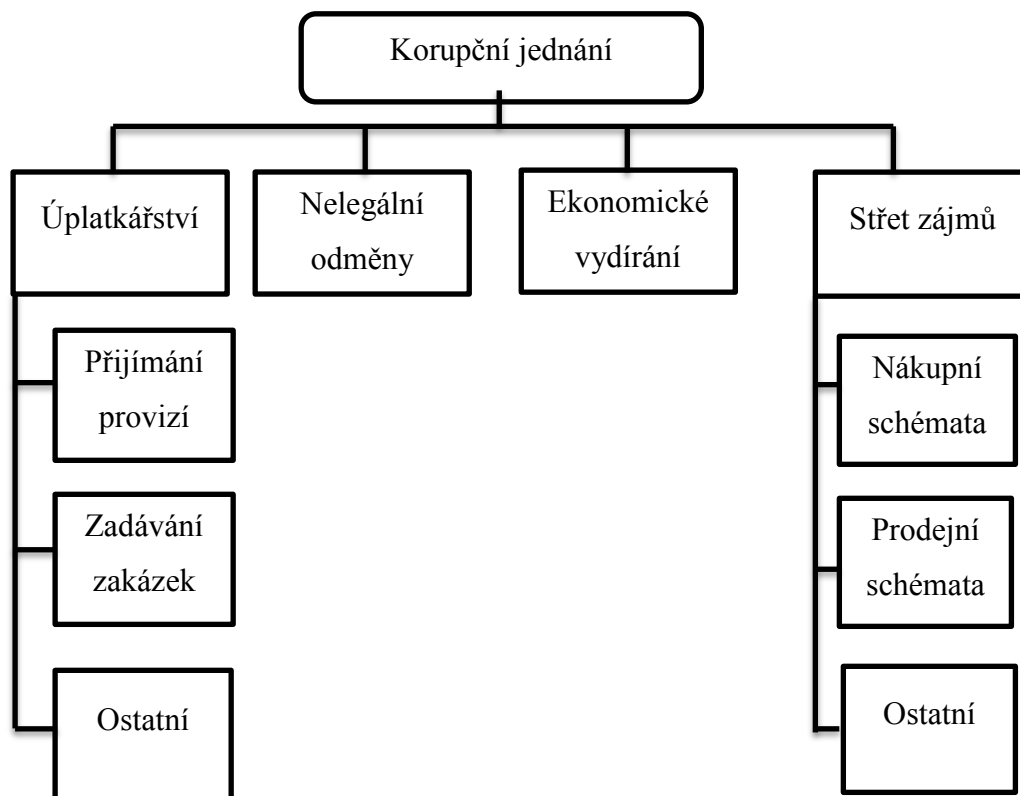 Korupční jednání
Úplatkářství
Nelegální
odměny
Ekonomické
vydírání
Střet zájmů
Přijímání
provizí
Zadávání
zakázek
Ostatní
Nákupní
schémata
Prodejní
schémata
Ostatní